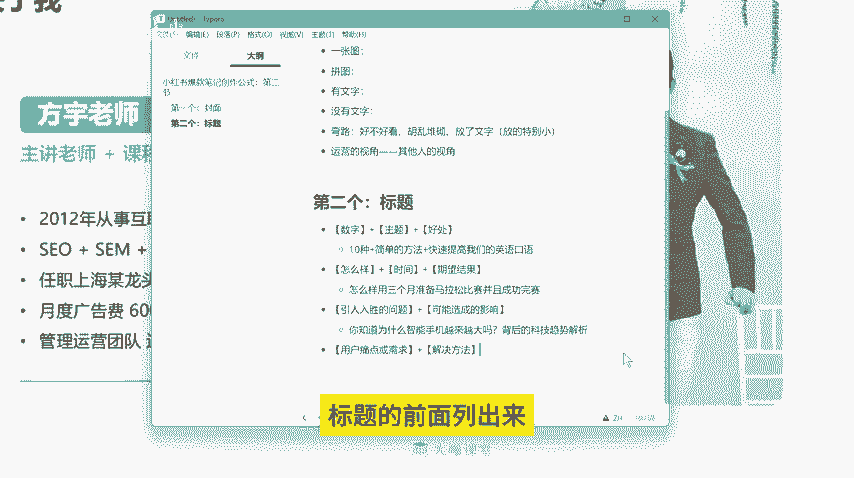 方宇老师
主讲老师 + 课程
2012年从事互联
SEO + SEM +
任职上海某龙头
月度广告费 600
管理运营团队
编辑(E) 段落(P) 格式(O) 视图(V) 主题(T) 帮助(H)
文件 大纲
小红书爆款笔记创作公式：第二节
第一个：封面
第二个：标题
一张图：
拼图：
有文字：
没有文字：
弯路：好不好看，胡乱堆砌，放了文字（放的特别小）
运营的视角——其他人的视角
第二个：标题
【数字】+【主题】+【好处】
10种+简单的方法+快速提高我们的英语口语
【怎么样】+【时间】+【期望结果】
怎么样用三个月准备马拉松比赛并且成功完赛
【引人入胜的问题】+【可能造成的影响】
你知道为什么智能手机越来越大吗？背后的科技趋势解析
【用户痛点或需求】+【解决方法】
标题的前面列出来